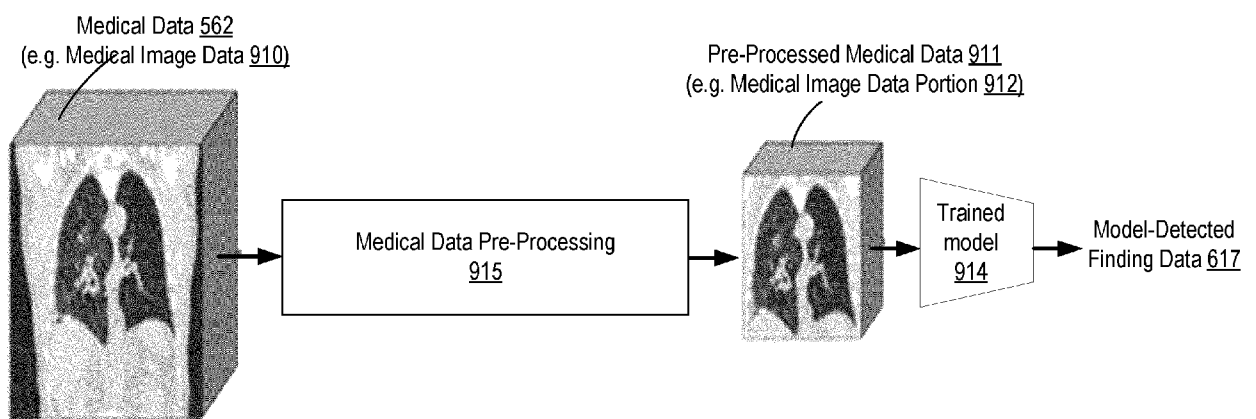 Medical Data 562
(e.g. Medical Image Data 910)
Pre-Processed Medical Data 911
(e.g. Medical Image Data Portion 912)
Medical Data Pre-Processing
915
Trained
model
914
Model-Detected
Finding Data 617